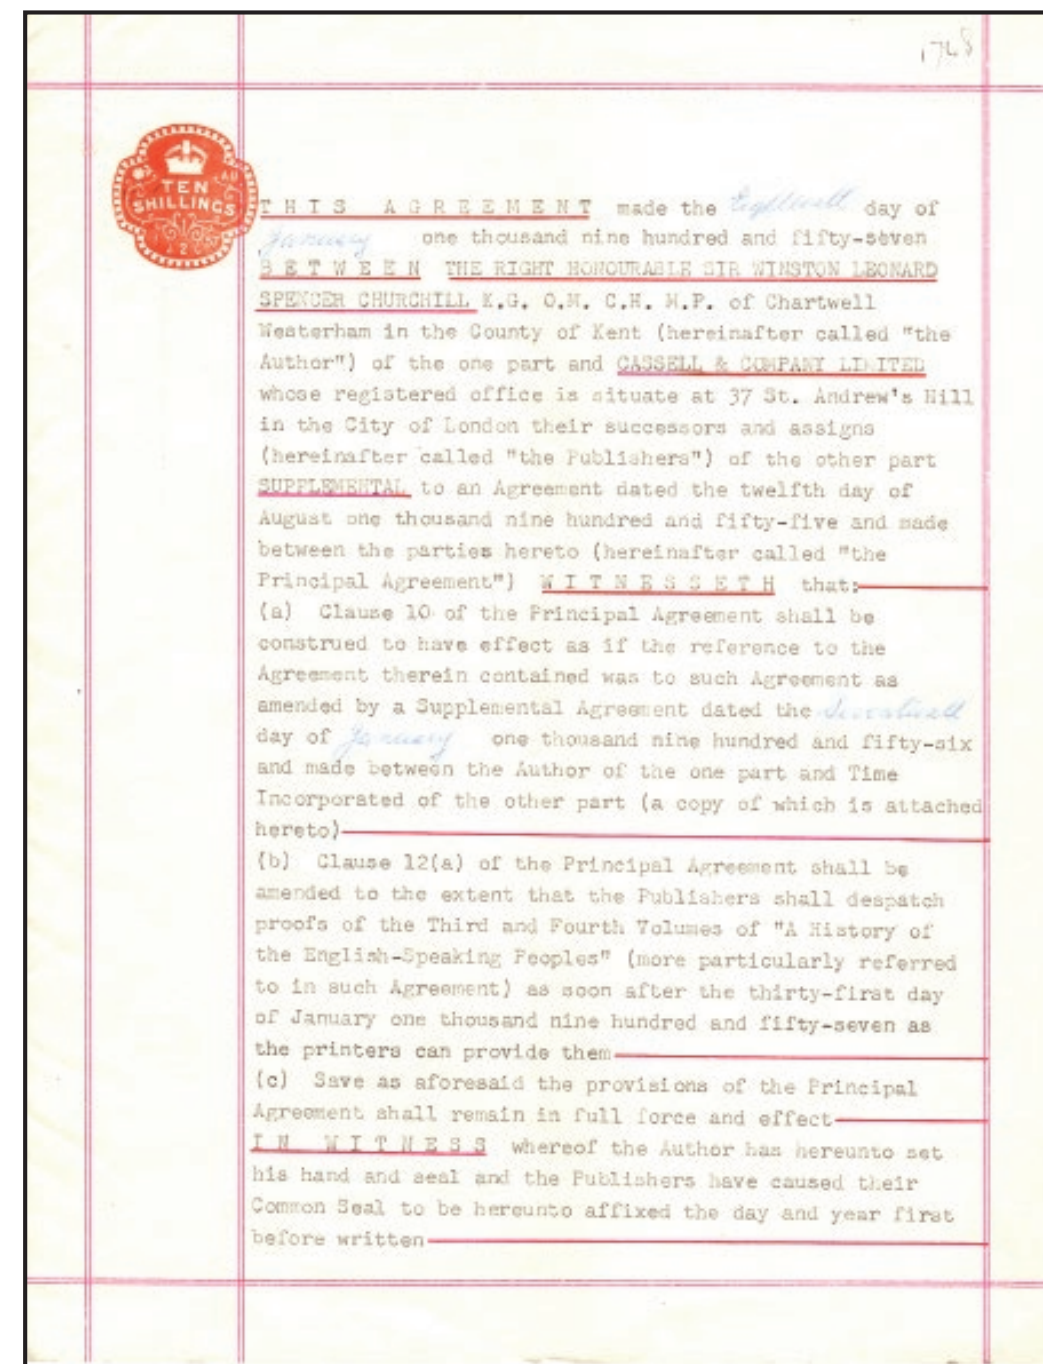 1748
TEN
SHILLINGS
THIS AGREEMENT made the day of
January one thousand nine hundred and fifty-seven
BETWEEN THE RIGHT HONOURABLE SIR WINSTON LEONARD
SPENCER CHURCHILL K.G. O.M. C.H. M.P. of Chartwell
Westerham in the County of Kent (hereinafter called "the
Author") of the one part and CASSELL & COMPANY LIMITED
whose registered office is situate at 37 St. Andrew's Hill
in the City of London their successors and assigns
(hereinafter called "the Publishers") of the other part
SUPPLEMENTAL to an Agreement dated the twelfth day of
August one thousand nine hundred and fifty-five and made
between the parties hereto (hereinafter called "the
Principal Agreement") WITNESSETH that:
(a) Clause 10 of the Principal Agreement shall be
construed to have effect as if the reference to the
Agreement therein contained was to such Agreement as
amended by a Supplemental Agreement dated the
day of January one thousand nine hundred and fifty-six
and made between the Author of the one part and Time
Incorporated of the other part (a copy of which is attached
hereto)
(b) Clause 12(a) of the Principal Agreement shall be
amended to the extent that the Publishers shall despatch
proofs of the Third and Fourth Volumes of "A History of
the English-Speaking Peoples" (more particularly referred
to in such Agreement) as soon after the thirty-first day
of January one thousand nine hundred and fifty-seven as
the printers can provide them
(c) Save as aforesaid the provisions of the Principal
Agreement shall remain in full force and effect
IN WITNESS whereof the Author has hereunto set
his hand and seal and the Publishers have caused their
Common Seal to be hereunto affixed the day and year first
before written